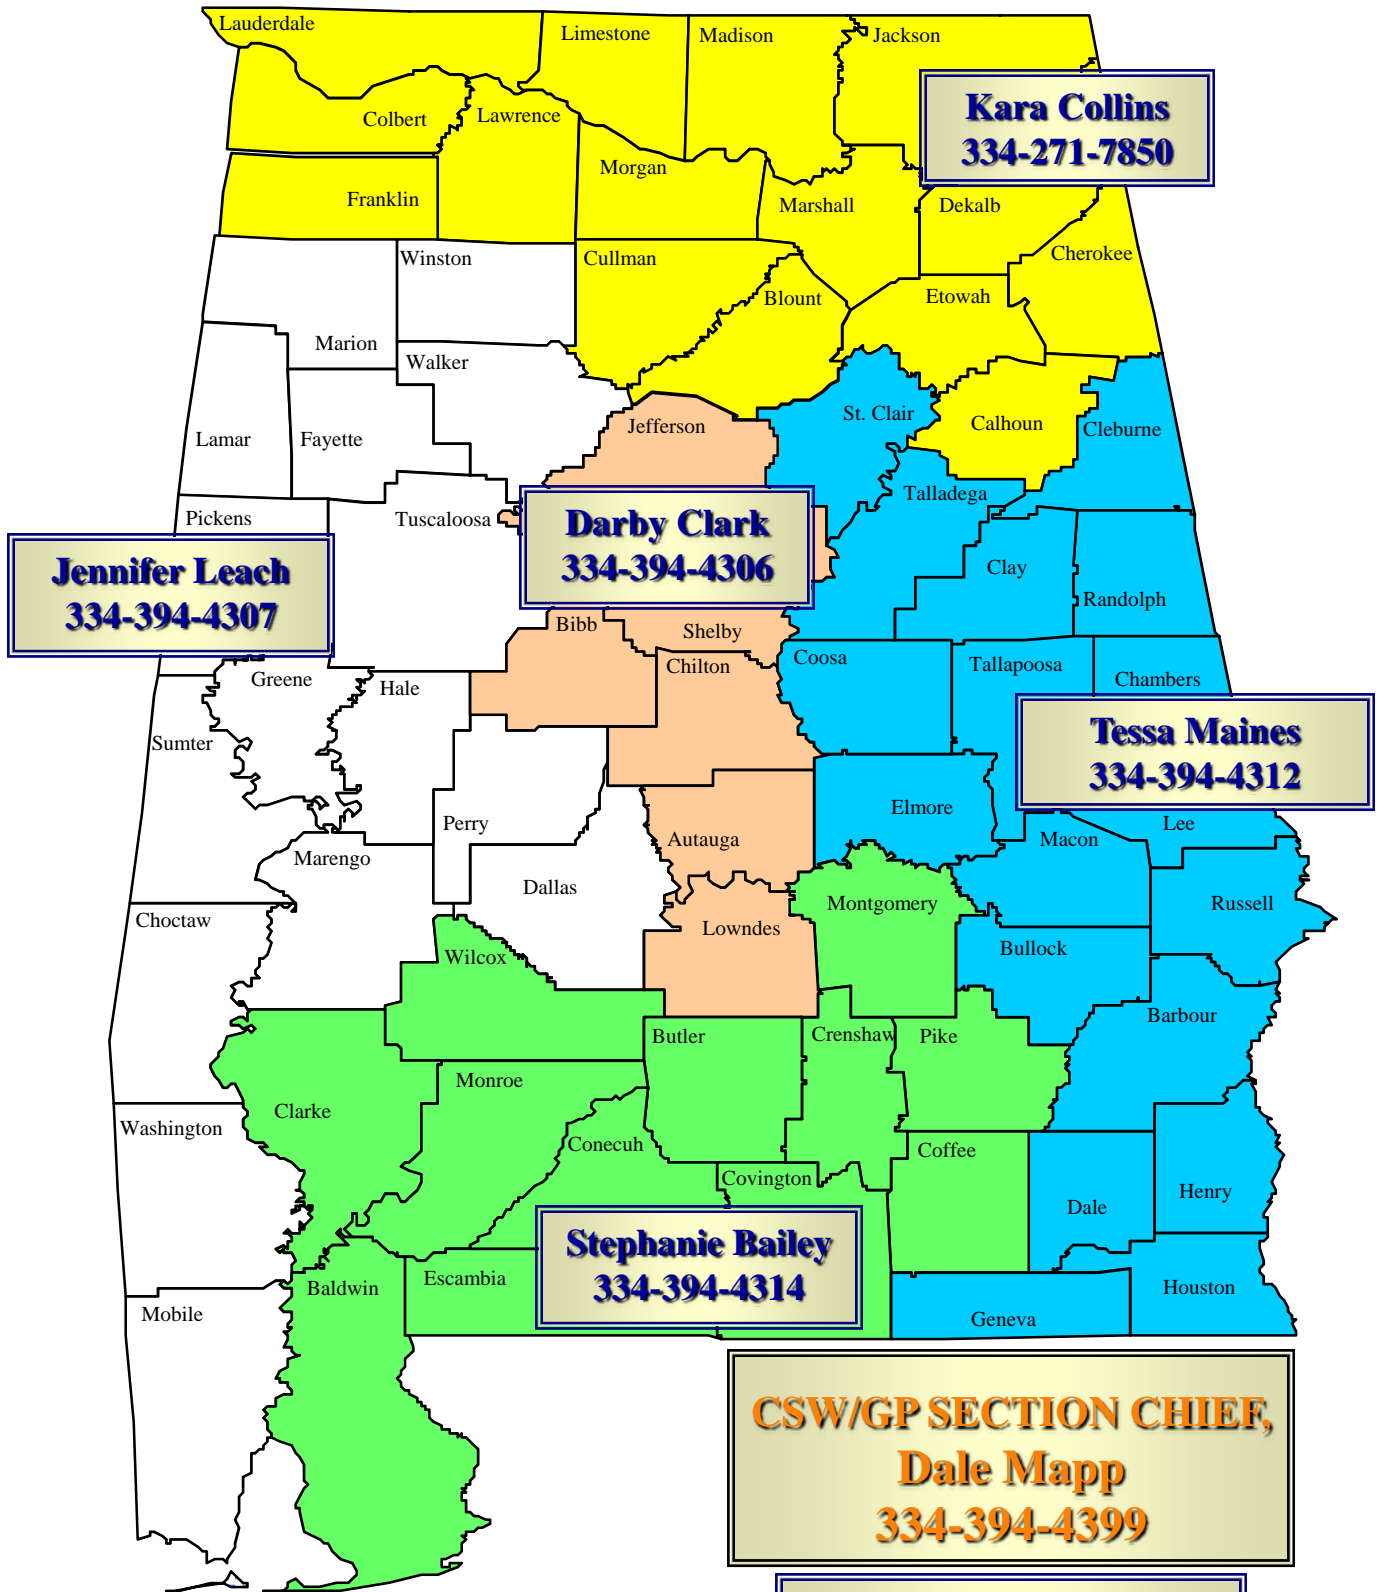 Lauderdale
Limestone
Madison
Jackson
Kara Collins
334-271-7850
Colbert
Lawrence
Morgan
Franklin
Marshall
Dekalb
Cherokee
Winston
Cullman
Blount
Etowah
Marion
Walker
St. Clair
Calhoun
Cleburne
Lamar
Fayette
Jefferson
Talladega
Pickens
Tuscaloosa
Darby Clark
334-394-4306
Jennifer Leach
334-394-4307
Clay
Randolph
Bibb
Shelby
Coosa
Tallapoosa
Chambers
Chilton
Greene
Hale
Sumter
Tessa Maines
334-394-4312
Elmore
Lee
Perry
Autauga
Macon
Marengo
Dallas
Montgomery
Russell
Choctaw
Lowndes
Bullock
Wilcox
Barbour
Butler
Crenshaw
Pike
Monroe
Clarke
Washington
Conecuh
Coffee
Covington
Dale
Henry
Stephanie Bailey
334-394-4314
Baldwin
Escambia
Houston
Mobile
Geneva
CSW/GP SECTION CHIEF,
Dale Mapp
334-394-4399